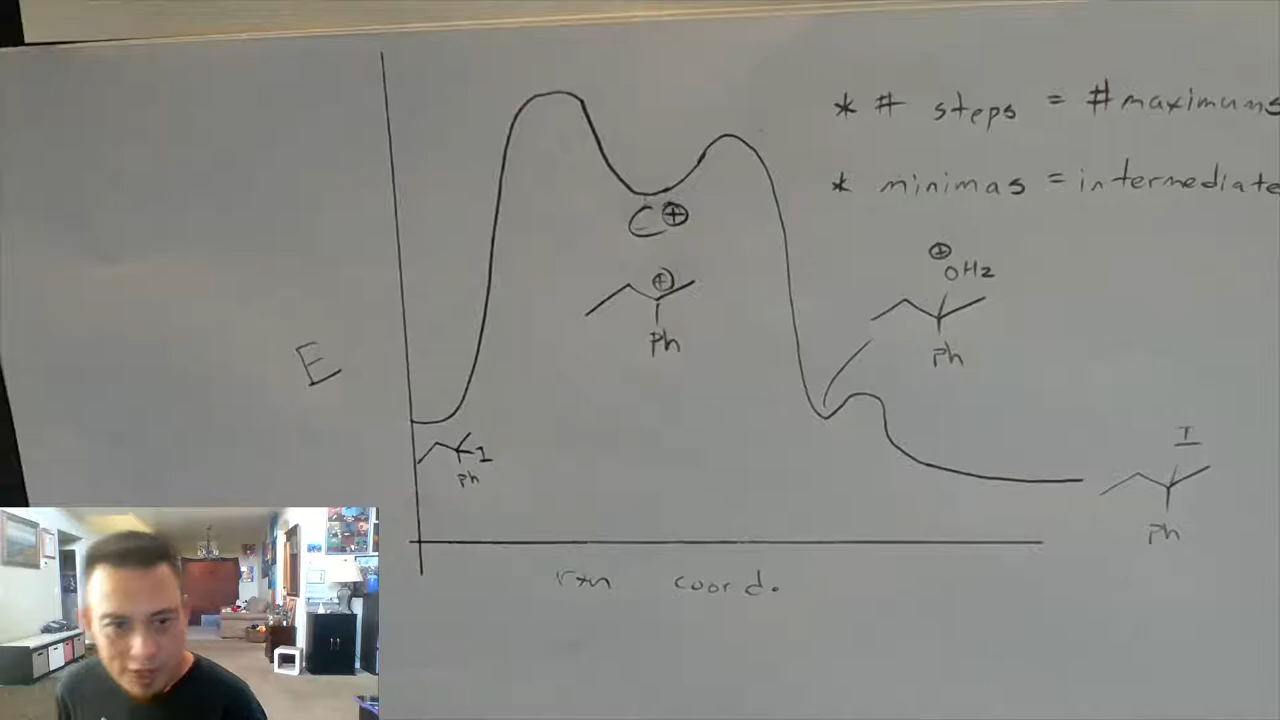 * # steps = #maximums
* minimas = intermediate
C⊕
⊕
OH2
⊕
Ph
Ph
E
I
Ph
I
Ph
rxn coord.